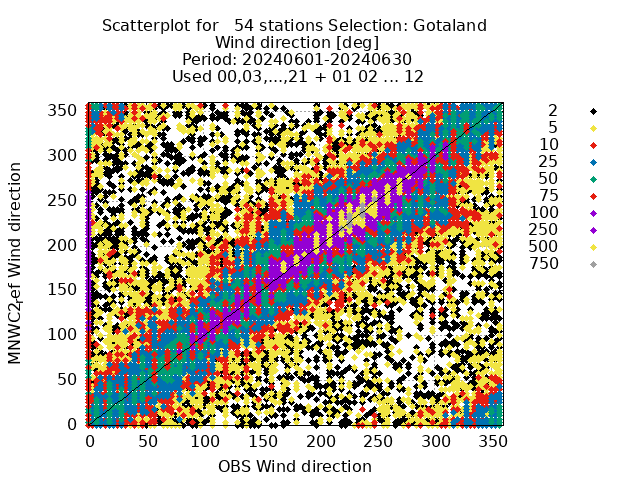 Scatterplot for 54 stations Selection: Gotaland
Wind direction [deg]
Period: 20240601-20240630
Used 00,03,...,21 + 01 02 ... 12
350
300
250
200
150
100
50
0
MNWC2,ef Wind direction
0 50 100 150 200 250 300 350
OBS Wind direction
2
5
10
25
50
75
100
250
500
750